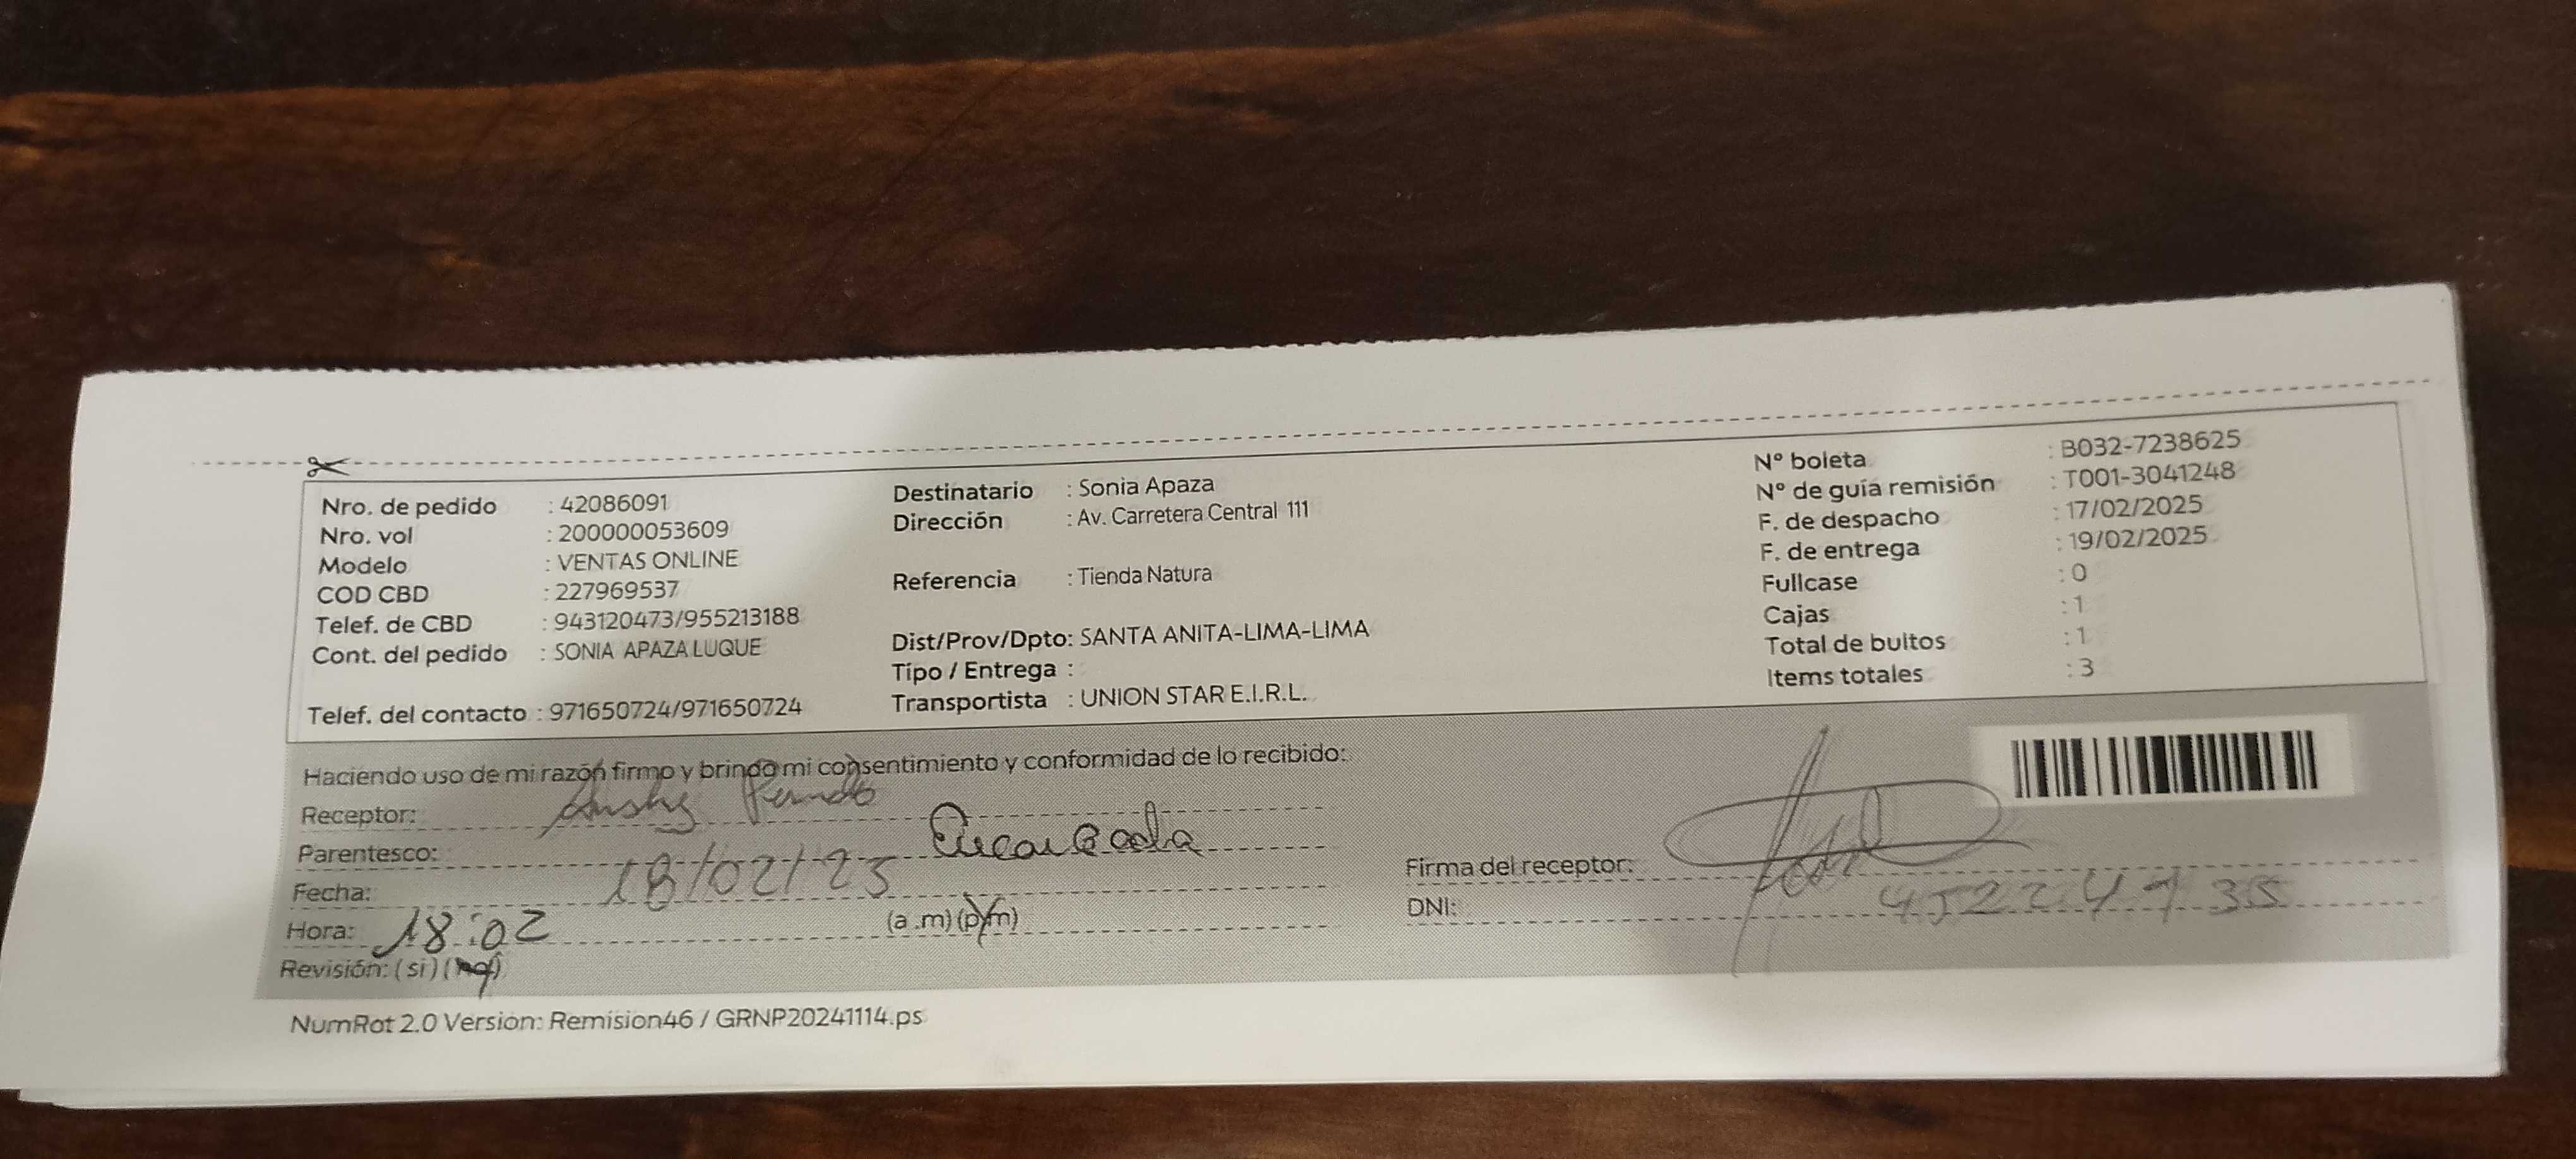 Nro. de pedido : 42086091
Nro. vol : 200000053609
Modelo : VENTAS ONLINE
COD CBD : 227969537
Telef. de CBD : 943120473/955213188
Cont. del pedido : SONIA APAZA LUQUE
Telef. del contacto : 971650724/971650724
Destinatario : Sonia Apaza
Dirección : Av. Carretera Central 111
Referencia : Tienda Natura
Dist/Prov/Dpto: SANTA ANITA-LIMA-LIMA
Tipo / Entrega :
Transportista : UNION STAR E.I.R.L.
N° boleta : B032-7238625
N° de guía remisión : T001-3041248
F. de despacho : 17/02/2025
F. de entrega : 19/02/2025
Fullcase : 0
Cajas : 1
Total de bultos : 1
Items totales : 3
Haciendo uso de mi razón firmo y brindo mi consentimiento y conformidad de lo recibido:
Receptor:
Parentesco: Encargada
Fecha: 18/02/25
Hora: 18:02 (a .m) (p.m)
Revisión: (si) (no)
Firma del receptor:
DNI:
NumRot 2.0 Version: Remision46 / GRNP20241114.ps